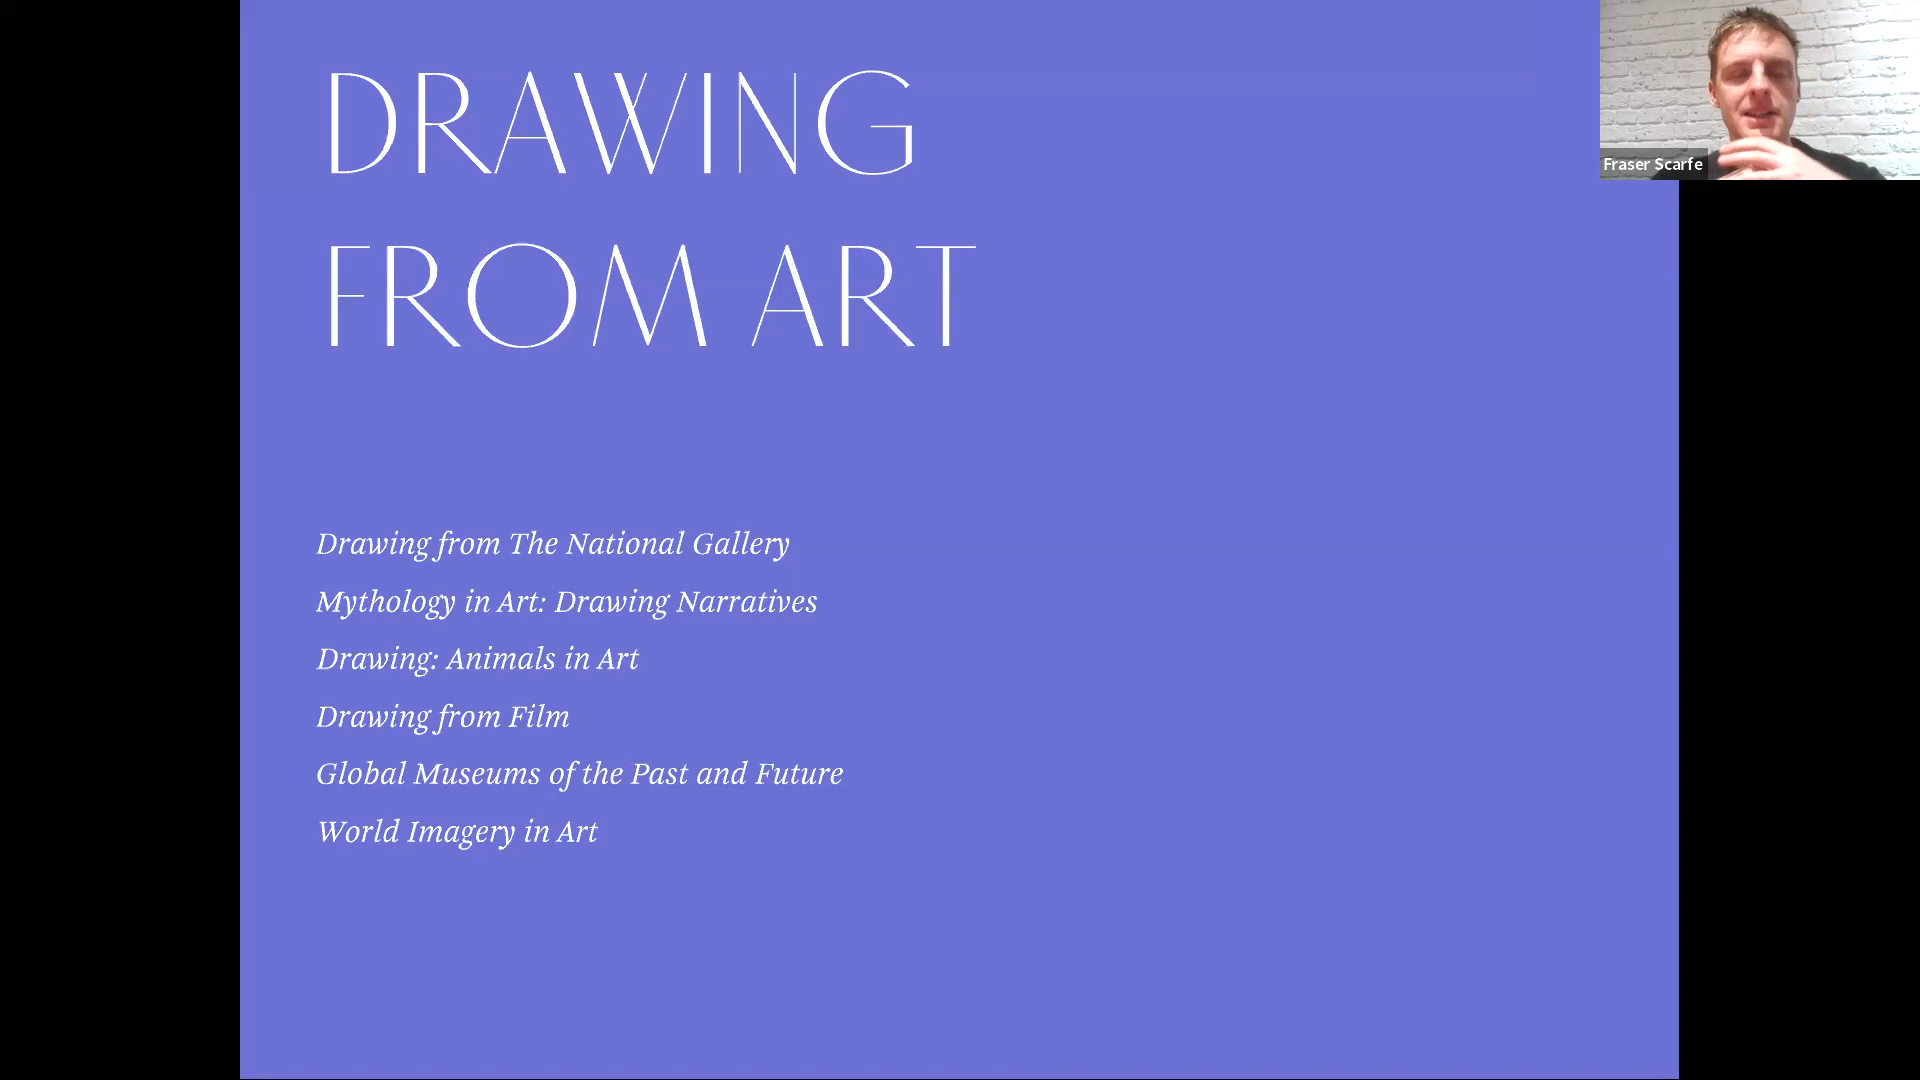 DRAWING
FROM ART
Drawing from The National Gallery
Mythology in Art: Drawing Narratives
Drawing: Animals in Art
Drawing from Film
Global Museums of the Past and Future
World Imagery in Art
Fraser Scarfe